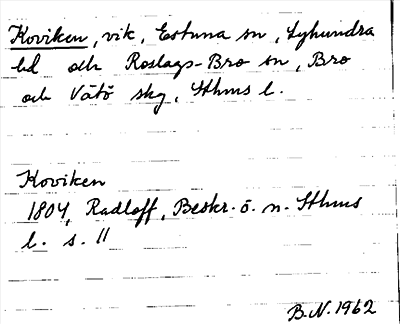 Koviken, vik, Estuna sn, Lyhundra
hd och Roslags-Bro sn, Bro
och Vätö skg, Sthms l.
Koviken
1804, Radloff, Beskr. ö. n. Sthms
l. s. 11
B.N. 1962